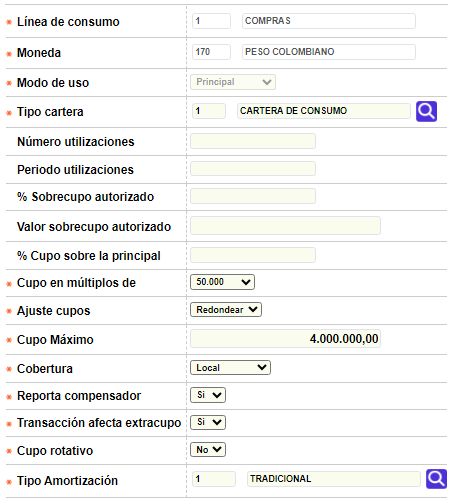 Línea de consumo 1 COMPRAS
Moneda 170 PESO COLOMBIANO
Modo de uso Principal
Tipo cartera 1 CARTERA DE CONSUMO
Número utilizaciones
Periodo utilizaciones
% Sobrecupo autorizado
Valor sobrecupo autorizado
% Cupo sobre la principal
Cupo en múltiplos de 50.000
Ajuste cupos Redondear
Cupo Máximo 4.000.000,00
Cobertura Local
Reporta compensador Si
Transacción afecta extracupo Si
Cupo rotativo No
Tipo Amortización 1 TRADICIONAL